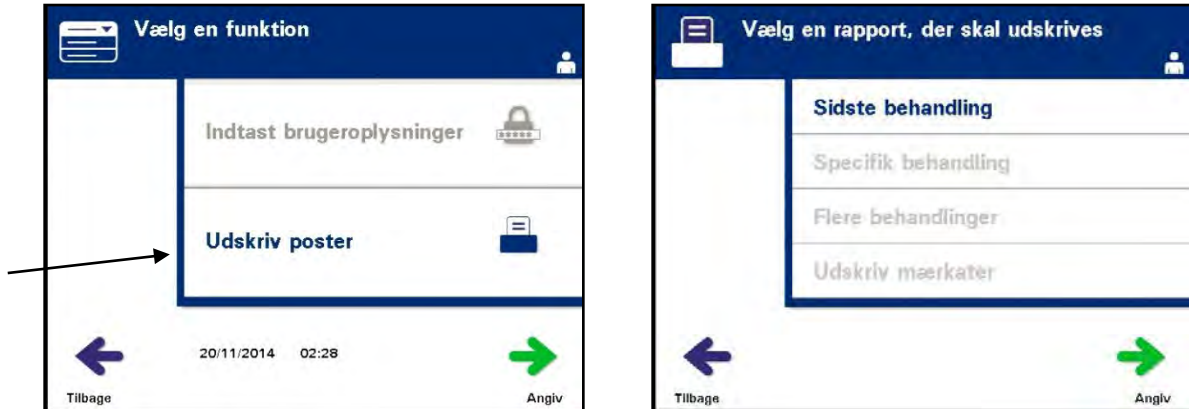 Vælg en funktion
Indtast brugeroplysninger
Udskriv poster
20/11/2014 02:28
Tilbage
Angiv
Vælg en rapport, der skal udskrives
Sidste behandling
Specifik behandling
Flere behandlinger
Udskriv mærkater
Tilbage
Angiv